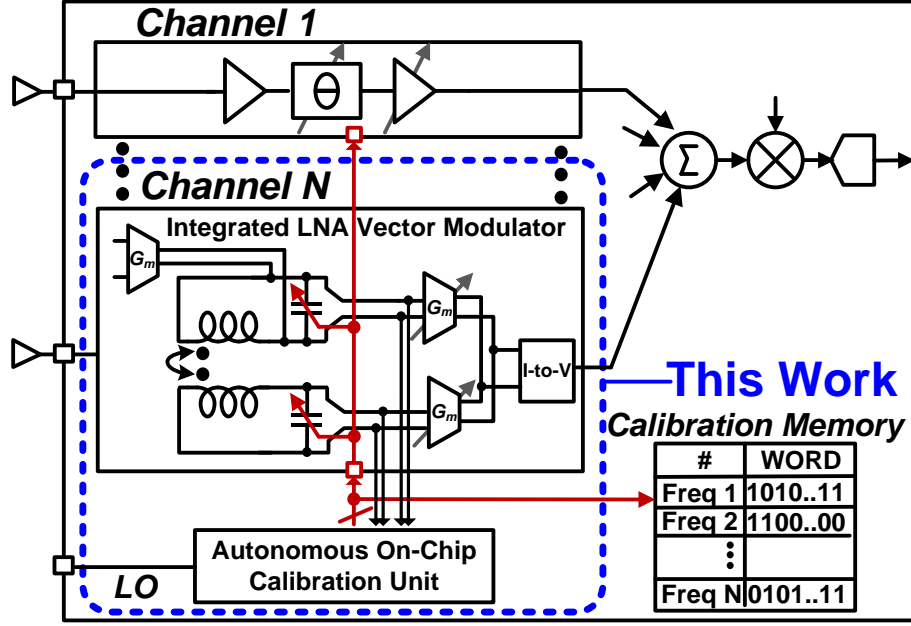 Channel 1
θ
Σ
Channel N
Integrated LNA Vector Modulator
Gm
Gm
I-to-V
Gm
This Work
Calibration Memory
# WORD
Freq 1 1010..11
Freq 2 1100..00
Freq N 0101..11
Autonomous On-Chip
Calibration Unit
LO